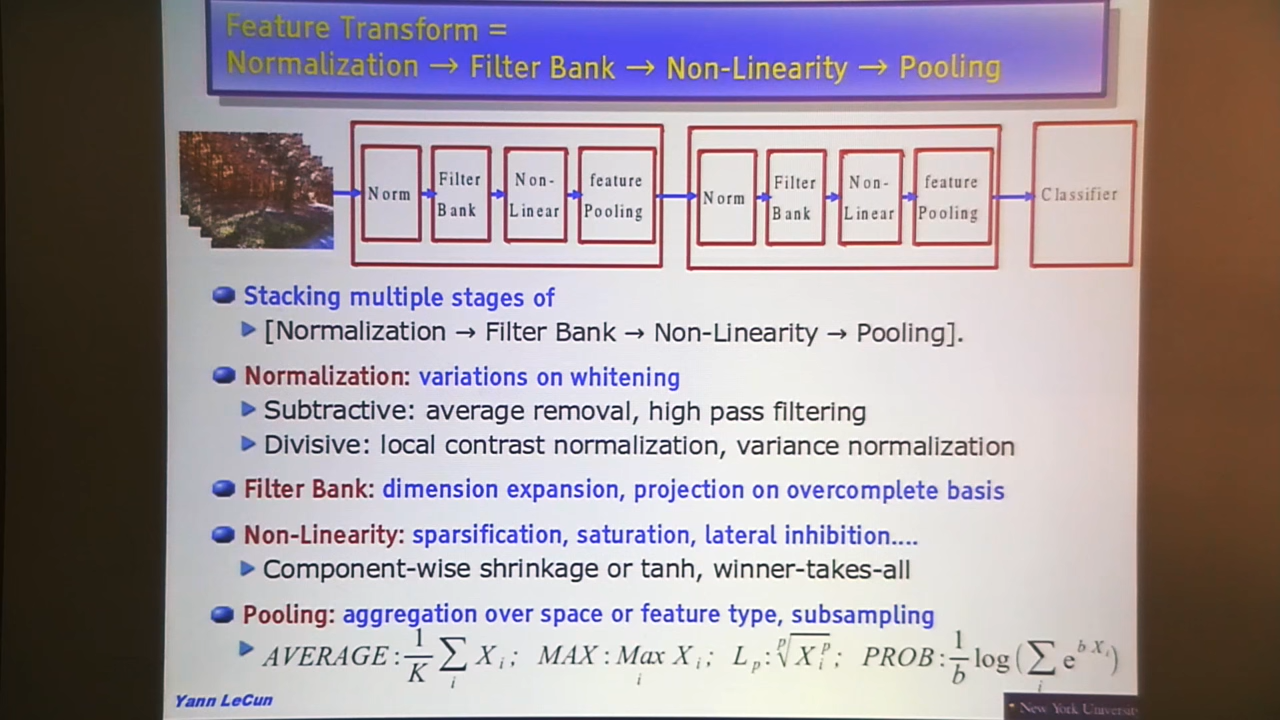 Feature Transform =
Normalization → Filter Bank → Non-Linearity → Pooling
Norm
Filter Bank
Non-Linear
feature Pooling
Norm
Filter Bank
Non-Linear
feature Pooling
Classifier
Stacking multiple stages of
[Normalization → Filter Bank → Non-Linearity → Pooling].
Normalization: variations on whitening
Subtractive: average removal, high pass filtering
Divisive: local contrast normalization, variance normalization
Filter Bank: dimension expansion, projection on overcomplete basis
Non-Linearity: sparsification, saturation, lateral inhibition....
Component-wise shrinkage or tanh, winner-takes-all
Pooling: aggregation over space or feature type, subsampling
AVERAGE: 1/K ∑_i X_i; MAX: Max_i X_i; L_p: ᵖ√X_i^p; PROB: 1/b log(∑_i e^{b X_i})
Yann LeCun
New York University